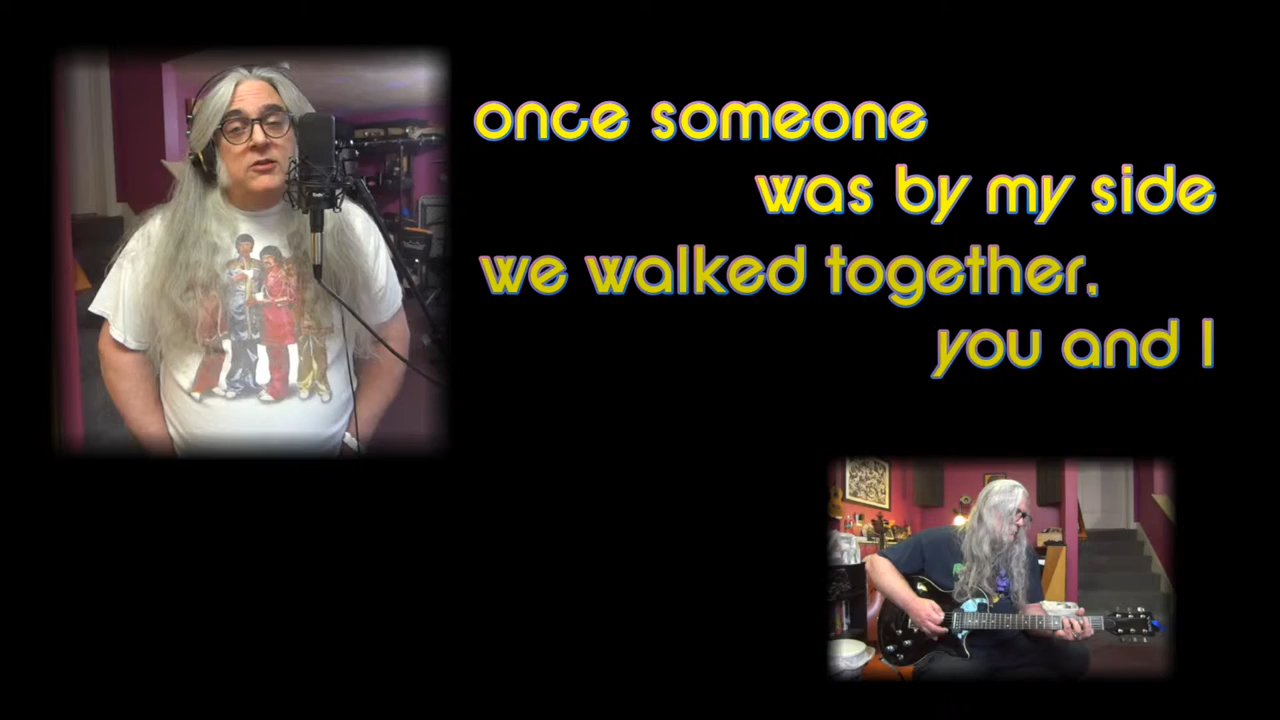 once someone
was by my side
we walked together,
you and I